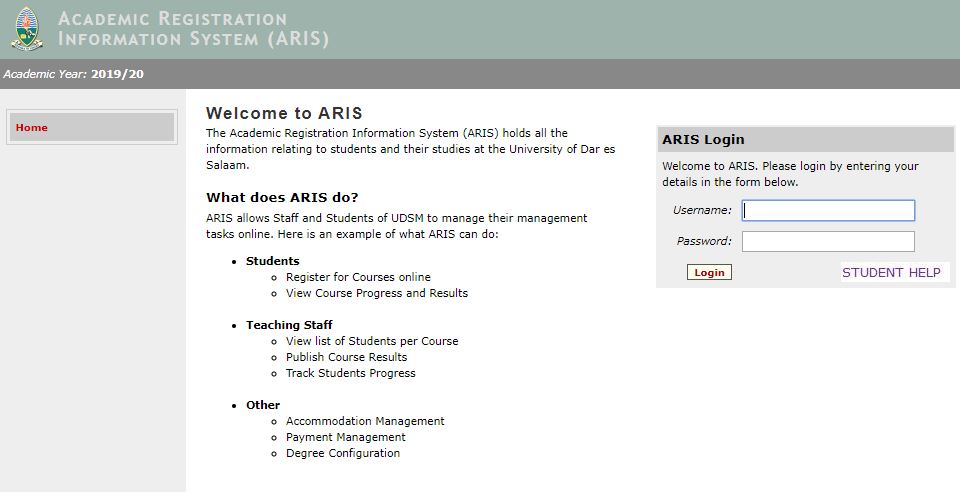 Academic Registration
Information System (ARIS)
Academic Year: 2019/20
Home
Welcome to ARIS
The Academic Registration Information System (ARIS) holds all the
information relating to students and their studies at the University of Dar es
Salaam.
What does ARIS do?
ARIS allows Staff and Students of UDSM to manage their management
tasks online. Here is an example of what ARIS can do:
Students
Register for Courses online
View Course Progress and Results
Teaching Staff
View list of Students per Course
Publish Course Results
Track Students Progress
Other
Accommodation Management
Payment Management
Degree Configuration
ARIS Login
Welcome to ARIS. Please login by entering your
details in the form below.
Username:
Password:
Login
STUDENT HELP